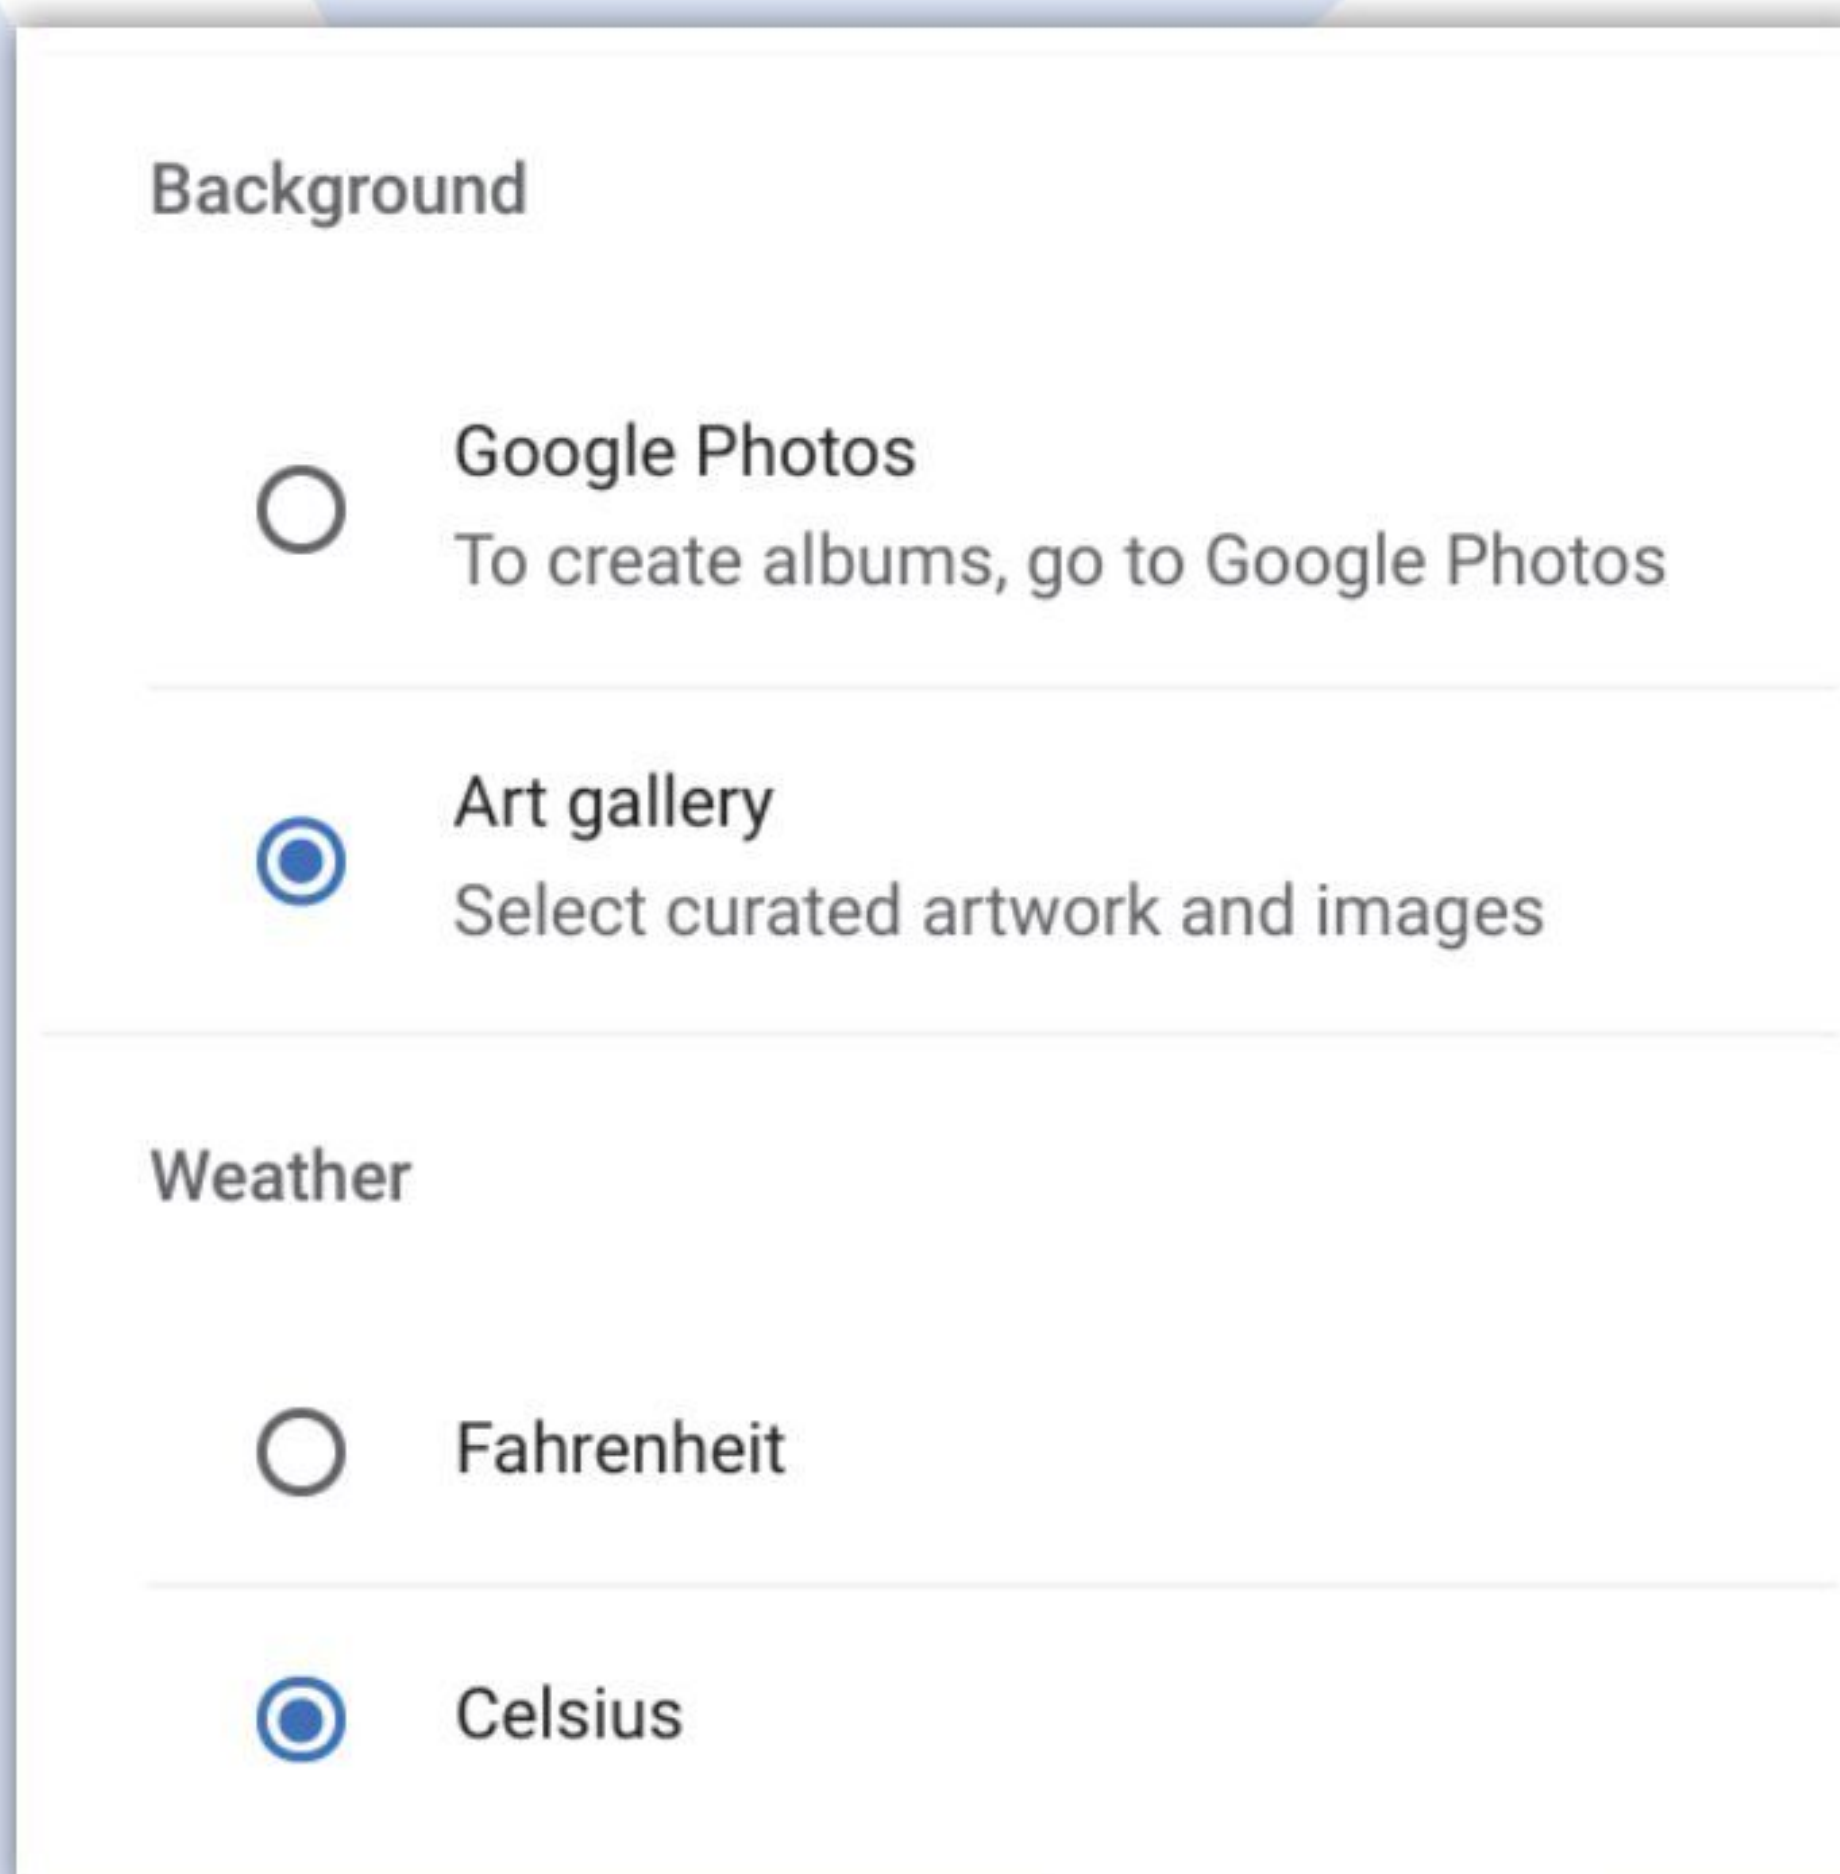 Background
Google Photos
To create albums, go to Google Photos
Art gallery
Select curated artwork and images
Weather
Fahrenheit
Celsius